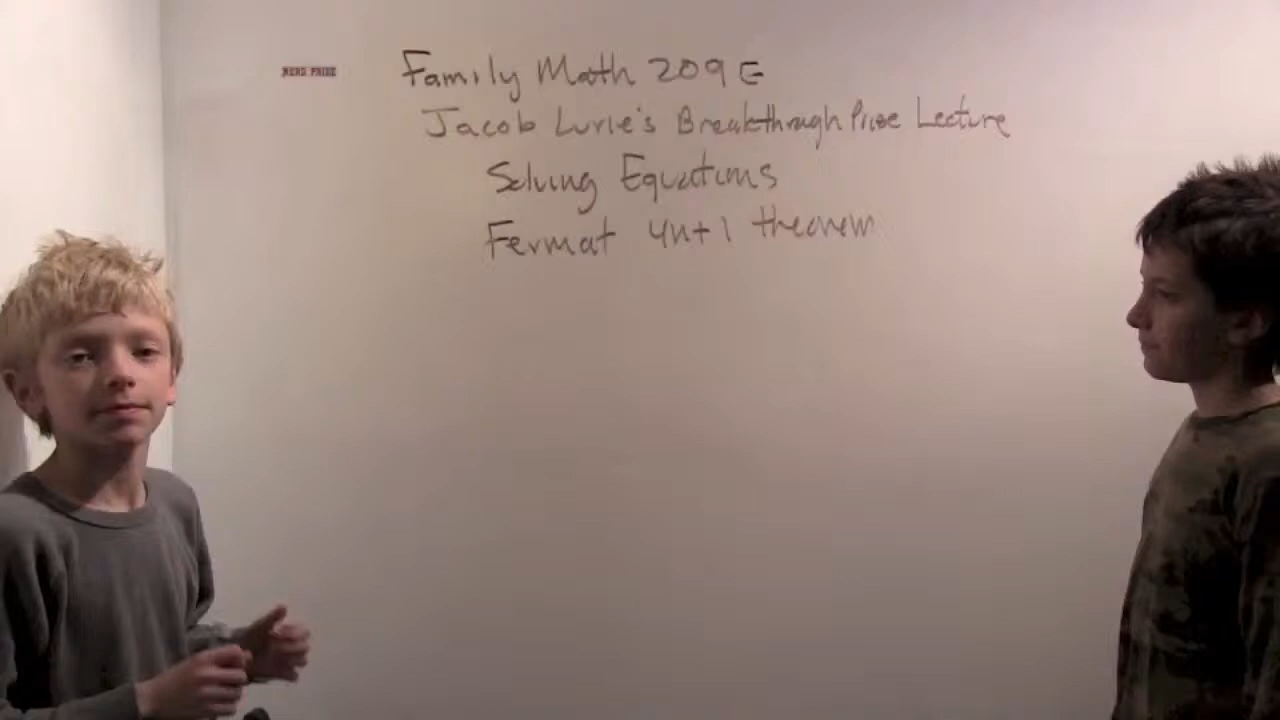 NERD PRIDE
Family Math 209 E
Jacob Lurie's Breakthrough Prize Lecture
Solving Equations
Fermat 4n+1 theorem